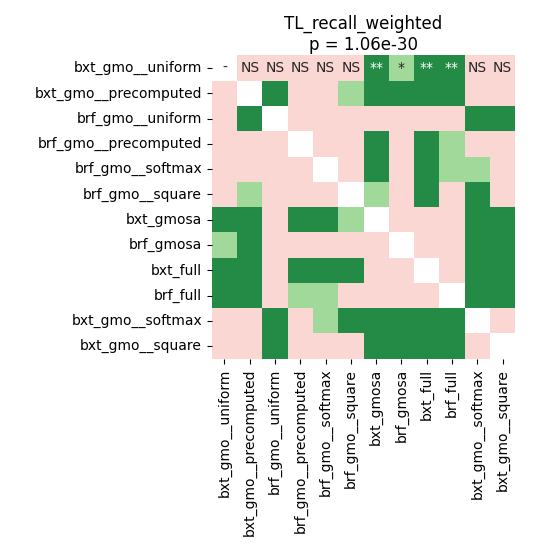 TL_recall_weighted
p = 1.06e-30
bxt_gmo__uniform - NS NS NS NS NS ** * ** ** NS NS
bxt_gmo__precomputed
brf_gmo__uniform
brf_gmo__precomputed
brf_gmo__softmax
brf_gmo__square
bxt_gmosa
brf_gmosa
bxt_full
brf_full
bxt_gmo__softmax
bxt_gmo__square
bxt_gmo__uniform
bxt_gmo__precomputed
brf_gmo__uniform
brf_gmo__precomputed
brf_gmo__softmax
brf_gmo__square
bxt_gmosa
brf_gmosa
bxt_full
brf_full
bxt_gmo__softmax
bxt_gmo__square